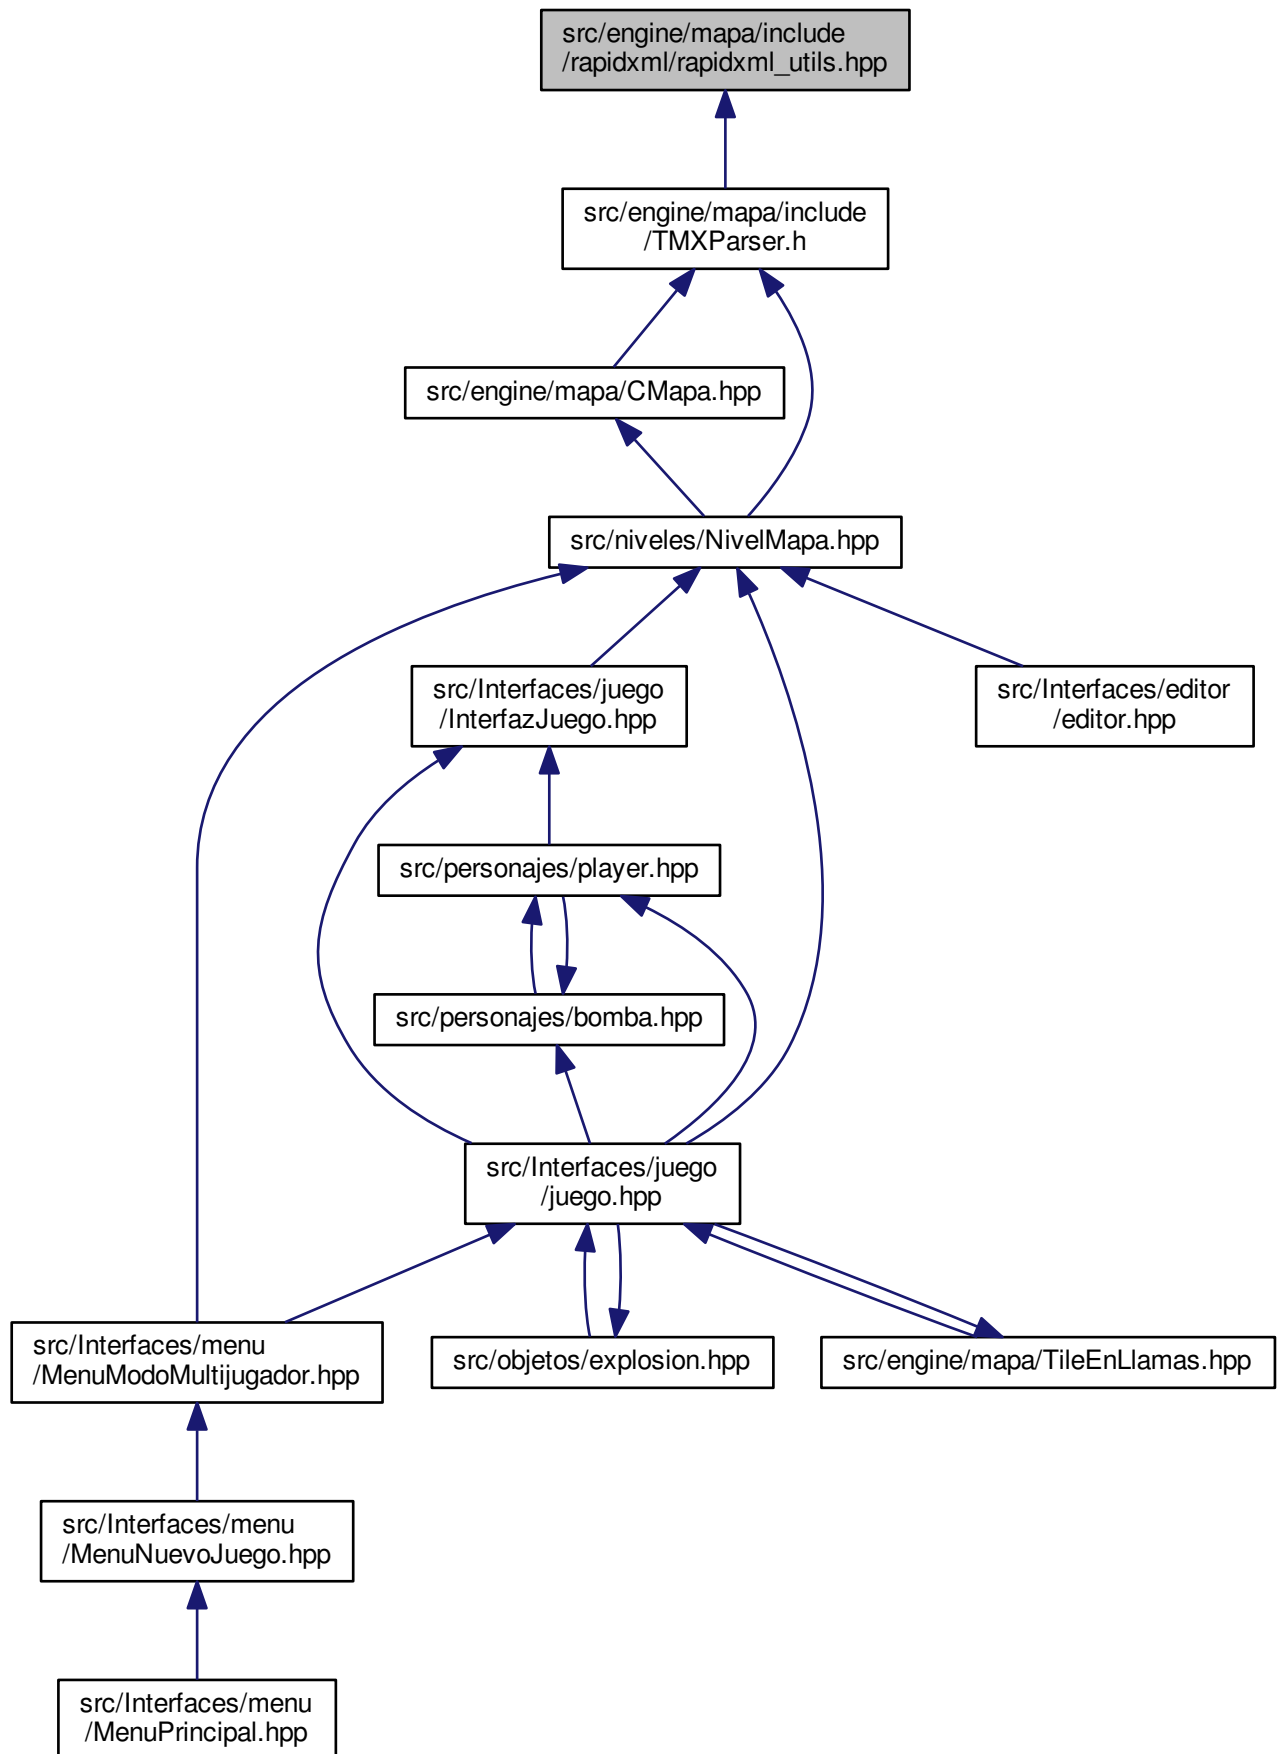 src/engine/mapa/include
/rapidxml/rapidxml_utils.hpp
src/engine/mapa/include
/TMXParser.h
src/engine/mapa/CMapa.hpp
src/niveles/NivelMapa.hpp
src/Interfaces/juego
/InterfazJuego.hpp
src/Interfaces/editor
/editor.hpp
src/personajes/player.hpp
src/personajes/bomba.hpp
src/Interfaces/juego
/juego.hpp
src/Interfaces/menu
/MenuModoMultijugador.hpp
src/objetos/explosion.hpp
src/engine/mapa/TileEnLlamas.hpp
src/Interfaces/menu
/MenuNuevoJuego.hpp
src/Interfaces/menu
/MenuPrincipal.hpp